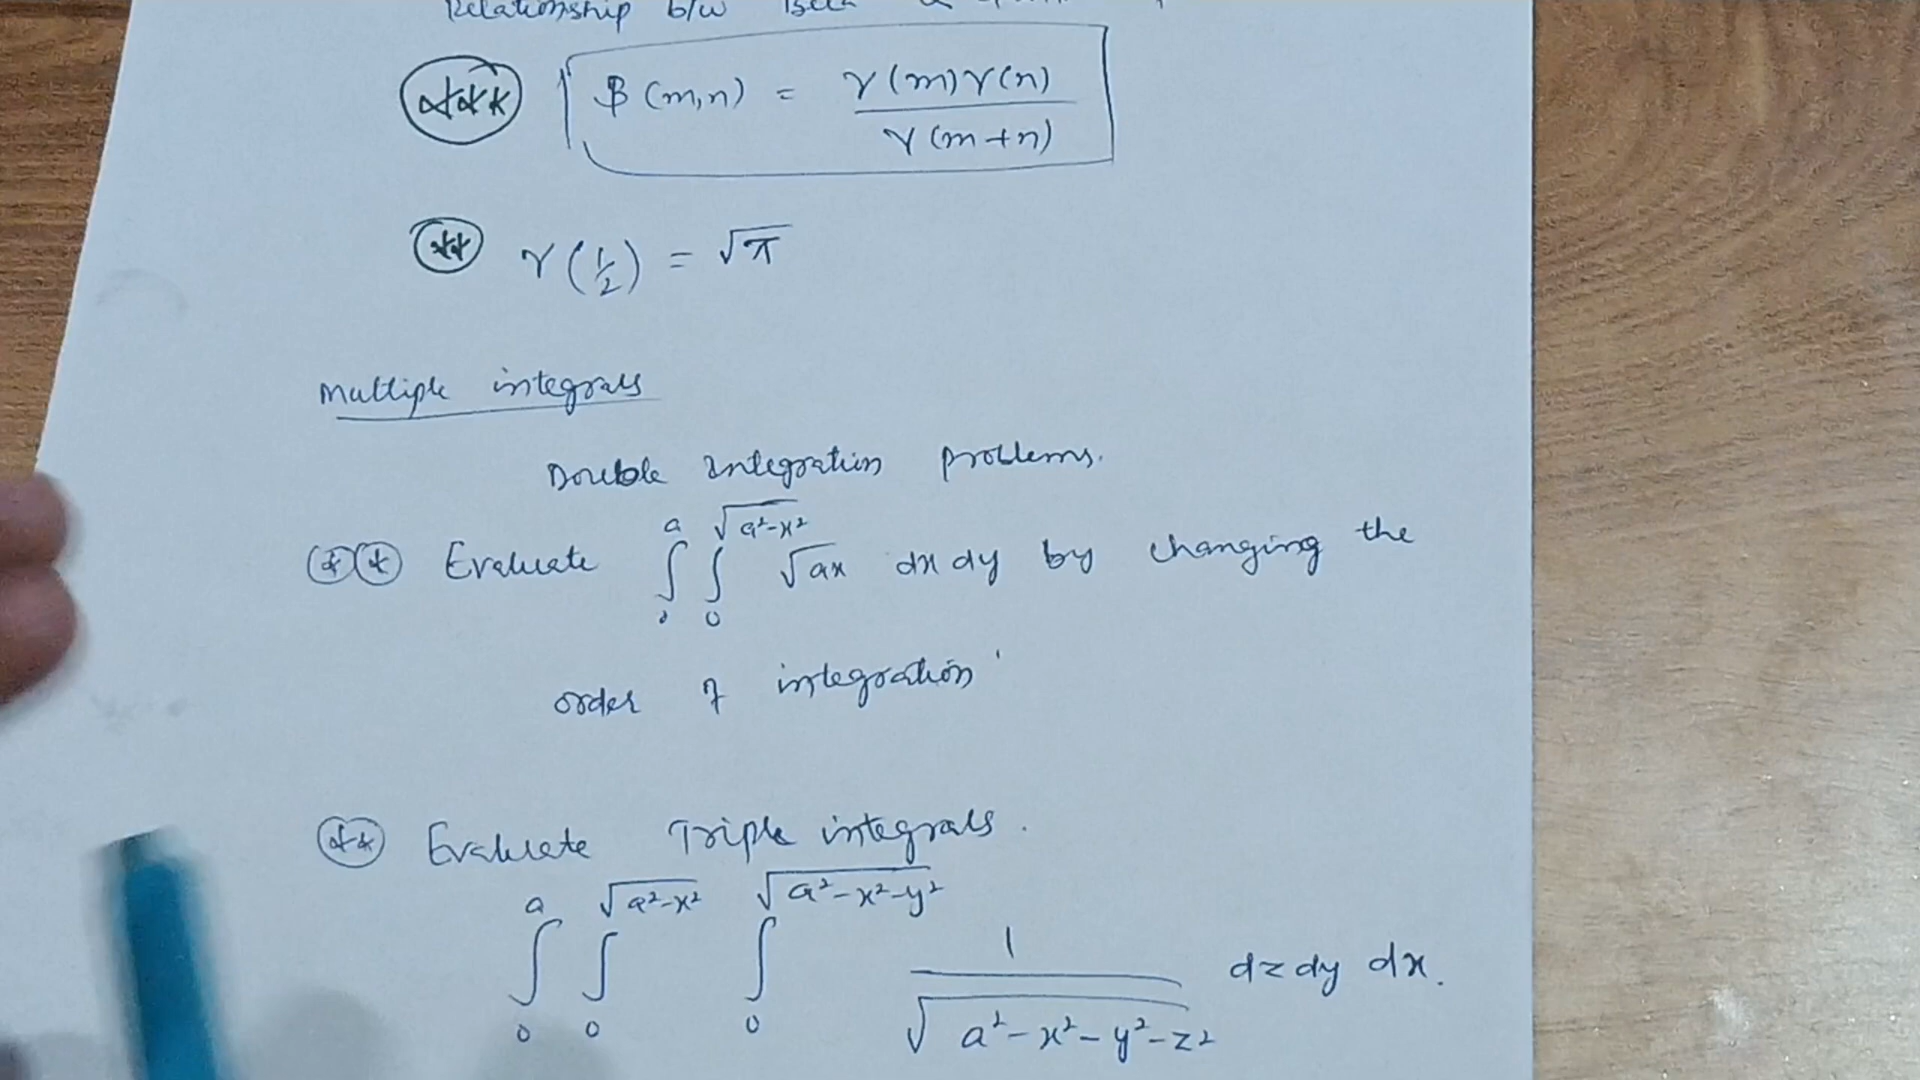 Relationship b/w
*** β(m,n) = γ(m)γ(n) / γ(m+n)
** γ(1/2) = √π
Multiple integrals
Double integration problems.
** Evaluate ∫₀^a ∫₀^√(a²-x²) √ax dx dy by changing the
order of integration
** Evaluate Triple integrals.
∫₀^a ∫₀^√(a²-x²) ∫₀^√(a²-x²-y²) 1/√(a²-x²-y²-z²) dz dy dx.